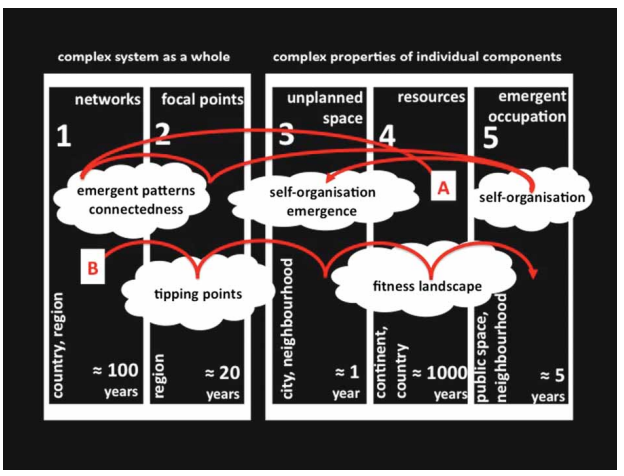 complex system as a whole
complex properties of individual components
networks
1
focal points
2
unplanned
space
3
resources
4
emergent
occupation
5
emergent patterns
connectedness
self-organisation
emergence
A
self-organisation
B
tipping points
fitness landscape
country, region
≈ 100
years
region
≈ 20
years
city, neighbourhood
≈ 1
year
continent,
country
≈ 1000
years
public space,
neighbourhood
≈ 5
years